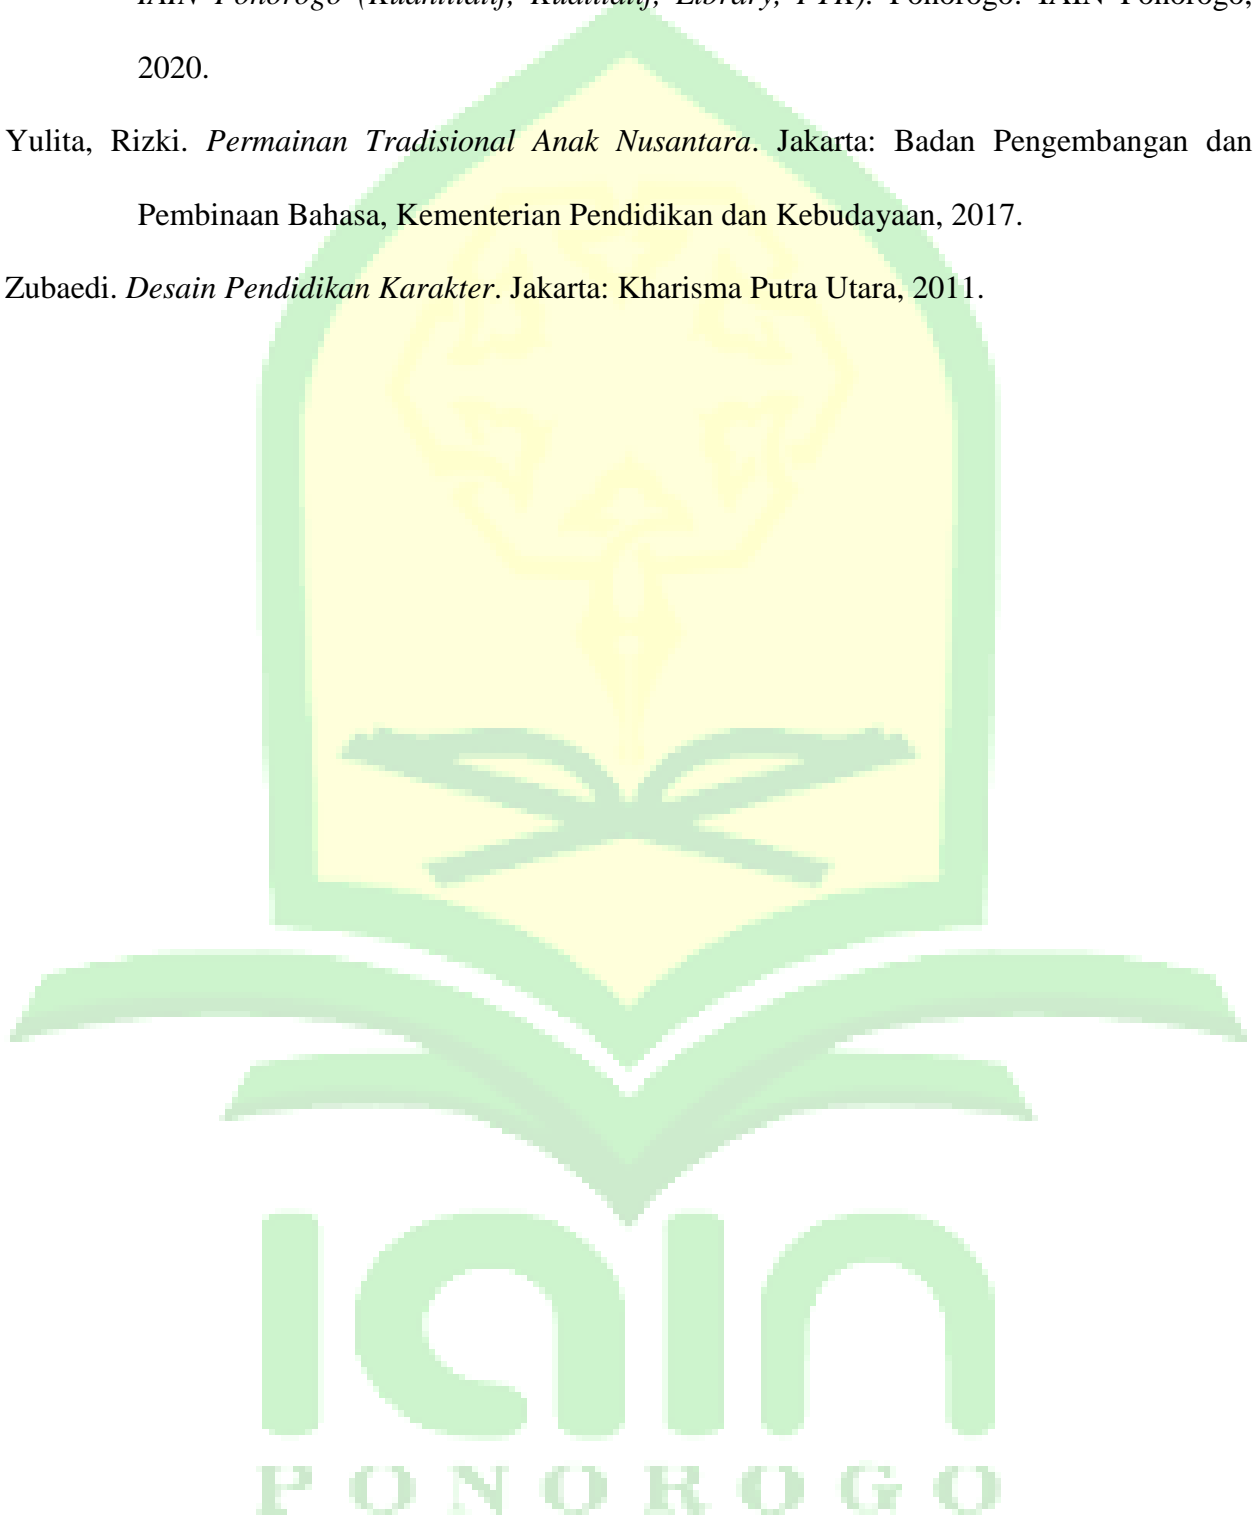 IAIN Ponorogo (Kuantitatif, Kualitatif, Library, PTK). Ponorogo: IAIN Ponorogo,
2020.
Yulita, Rizki. Permainan Tradisional Anak Nusantara. Jakarta: Badan Pengembangan dan
Pembinaan Bahasa, Kementerian Pendidikan dan Kebudayaan, 2017.
Zubaedi. Desain Pendidikan Karakter. Jakarta: Kharisma Putra Utara, 2011.
iain
PONOROGO